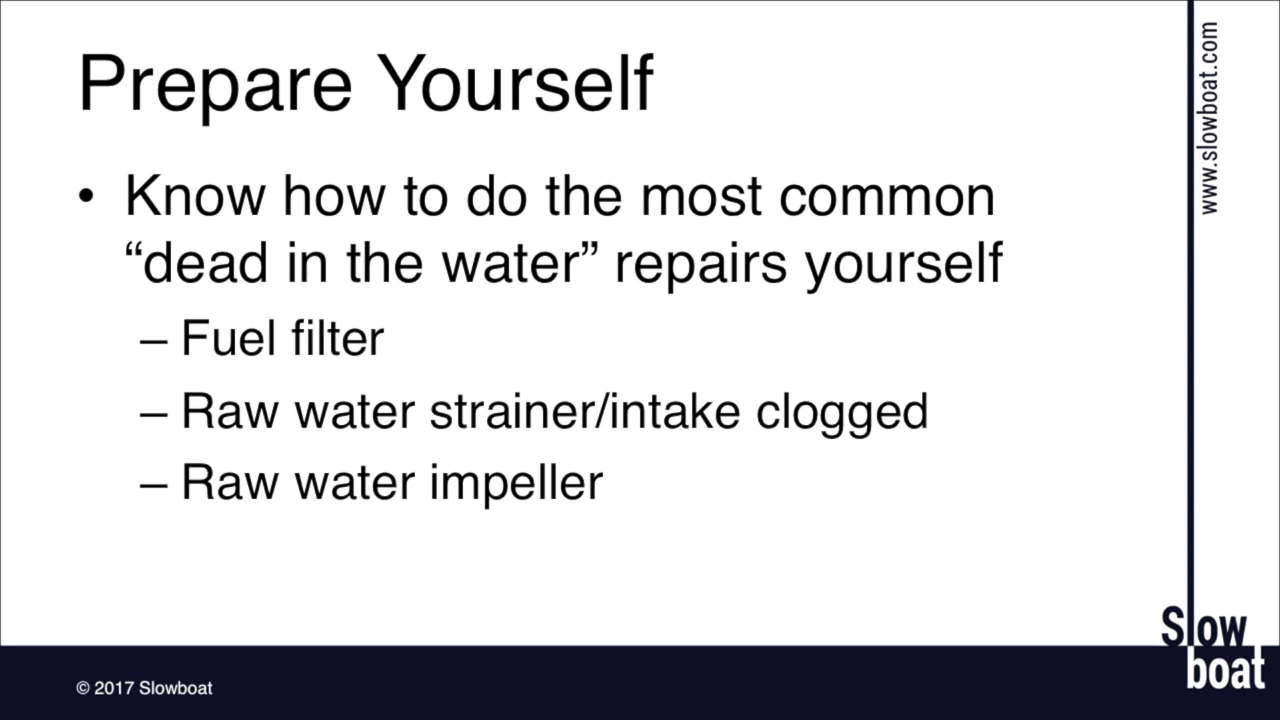 Prepare Yourself
• Know how to do the most common
“dead in the water” repairs yourself
– Fuel filter
– Raw water strainer/intake clogged
– Raw water impeller
www.slowboat.com
Slow
boat
© 2017 Slowboat